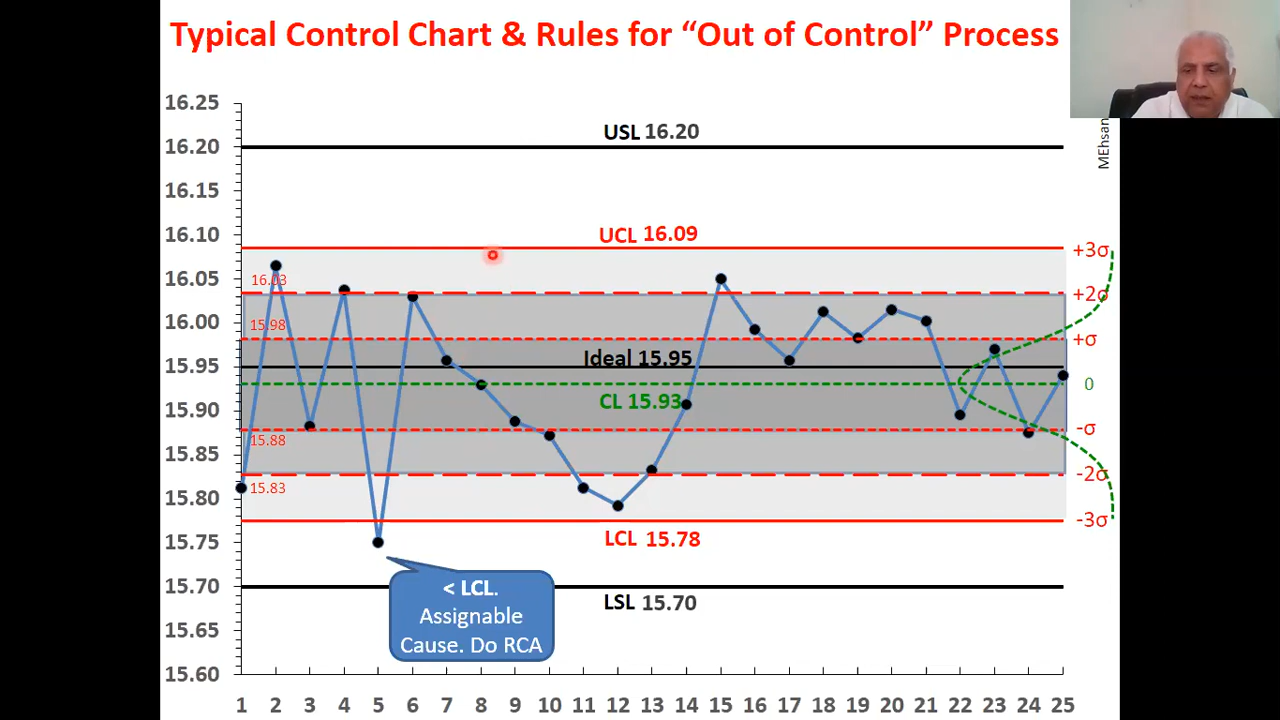 Typical Control Chart & Rules for “Out of Control” Process
MEhsan
16.25
16.20
16.15
16.10
16.05
16.00
15.95
15.90
15.85
15.80
15.75
15.70
15.65
15.60
USL 16.20
UCL 16.09
+3σ
16.03
+2σ
15.98
+σ
Ideal 15.95
0
CL 15.93
-σ
15.88
-2σ
15.83
-3σ
LCL 15.78
< LCL.
Assignable
Cause. Do RCA
LSL 15.70
1 2 3 4 5 6 7 8 9 10 11 12 13 14 15 16 17 18 19 20 21 22 23 24 25